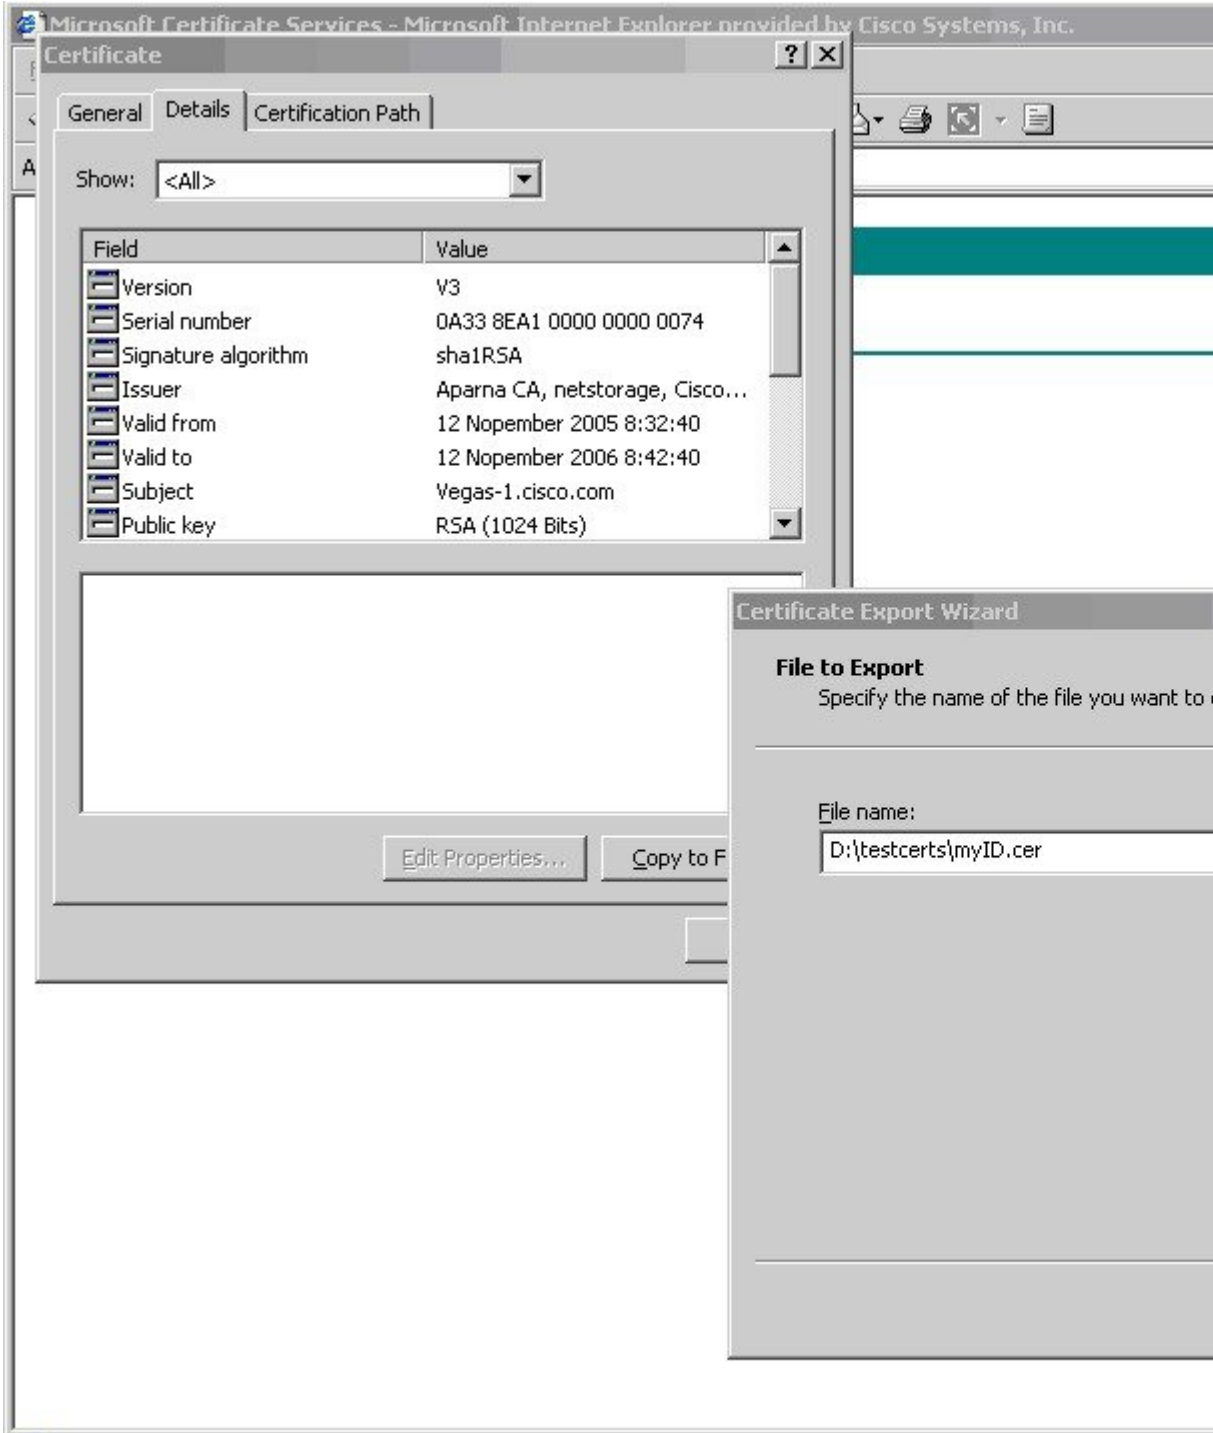 Microsoft Certificate Services - Microsoft Internet Explorer provided by Cisco Systems, Inc.
Certificate
General Details Certification Path
Show: <All>
Field Value
Version V3
Serial number 0A33 8EA1 0000 0000 0074
Signature algorithm sha1RSA
Issuer Aparna CA, netstorage, Cisco...
Valid from 12 Nopember 2005 8:32:40
Valid to 12 Nopember 2006 8:42:40
Subject Vegas-1.cisco.com
Public key RSA (1024 Bits)
Edit Properties... Copy to F
Certificate Export Wizard
File to Export
Specify the name of the file you want to
File name:
D:\testcerts\myID.cer